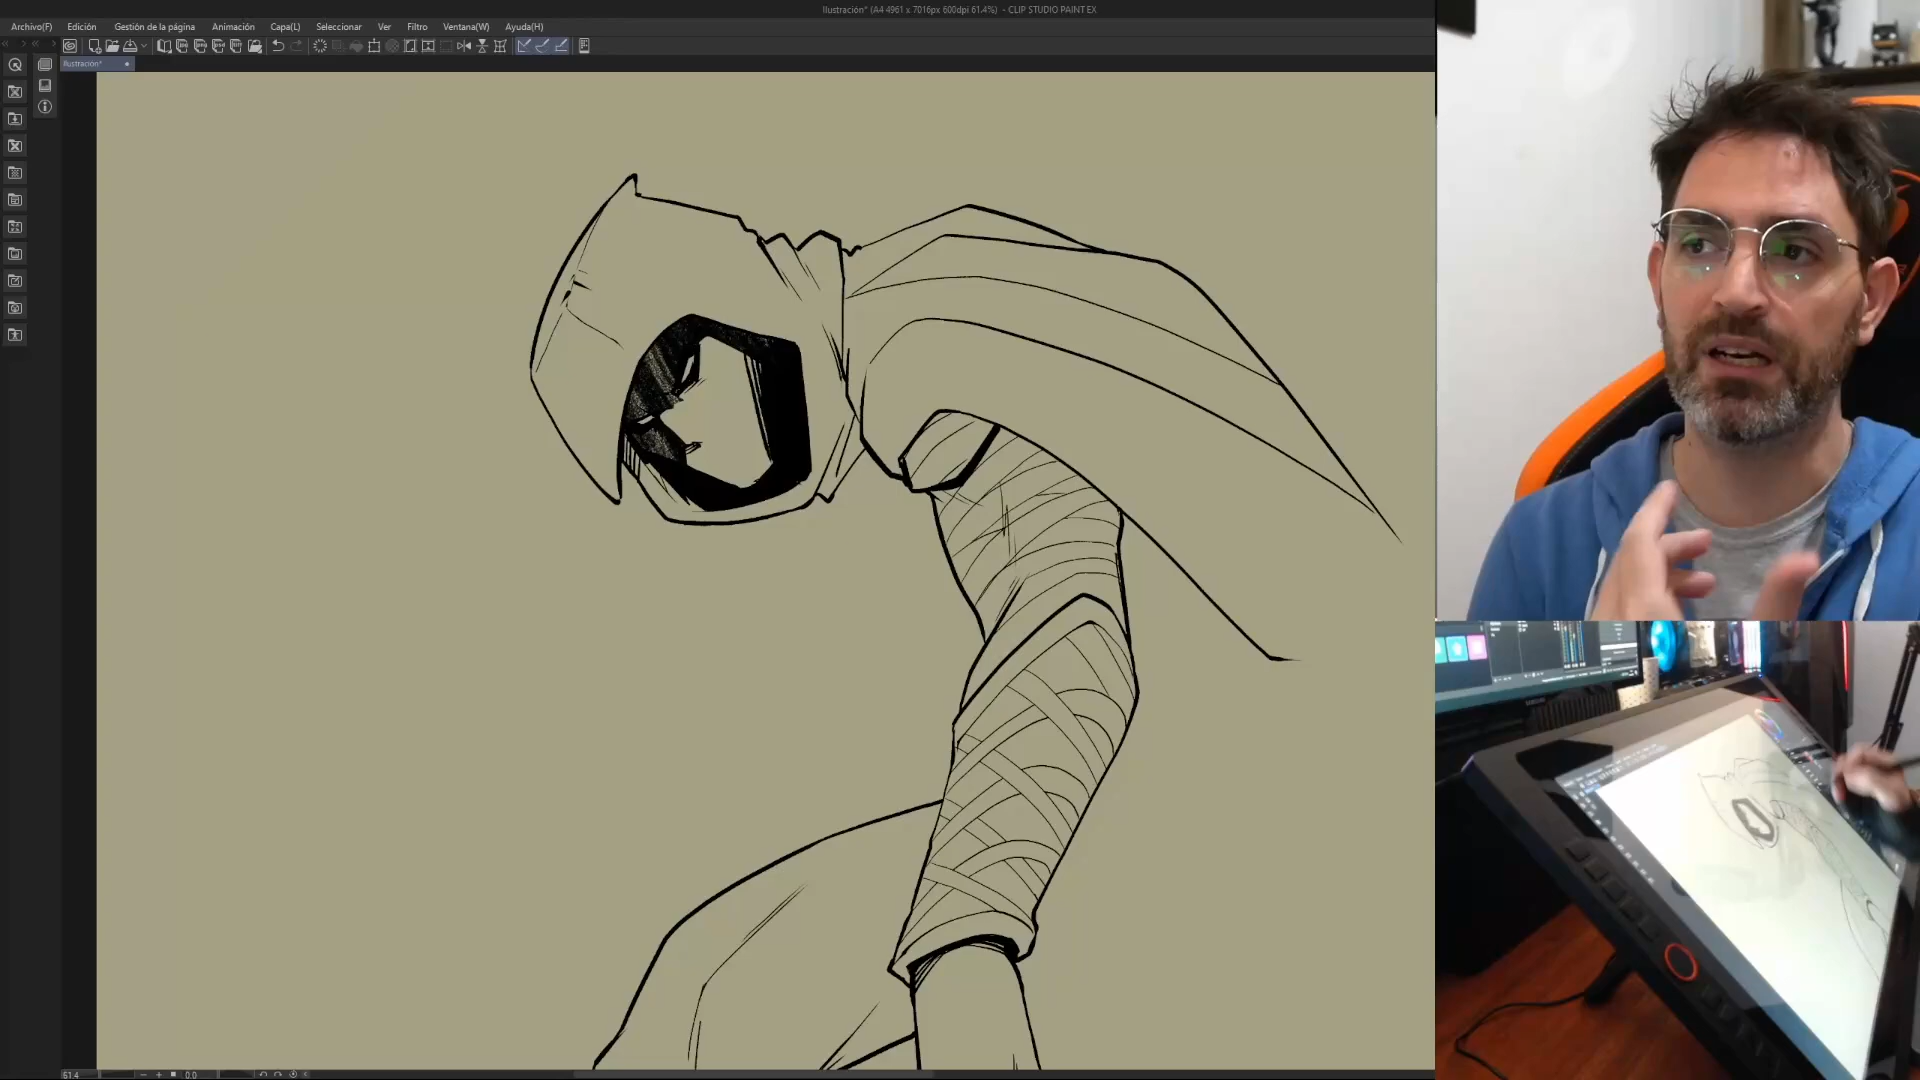 Ilustración* (A4 4961 x 7016px 600dpi 61.4%) - CLIP STUDIO PAINT EX
Archivo(F) Edición Gestión de la página Animación Capa(L) Seleccionar Ver Filtro Ventana(W) Ayuda(H)
Ilustración*
61.4 0.0